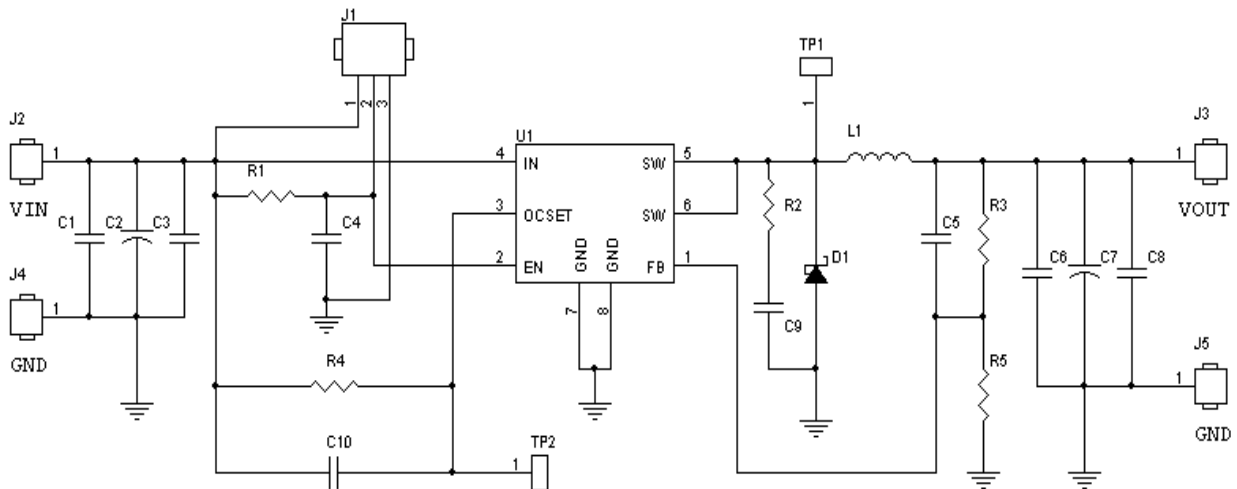 J1
TP1
1
2
3
1
J2
U1
L1
J3
1
4
IN
SW
5
1
R1
VIN
C1
C2
C3
3
OCSET
C4
SW
6
R2
C5
R3
VOUT
GND
GND
J4
2
EN
FB
1
D1
C6
C7
C8
1
7
8
C9
GND
R4
R5
J5
1
C10
TP2
1
GND